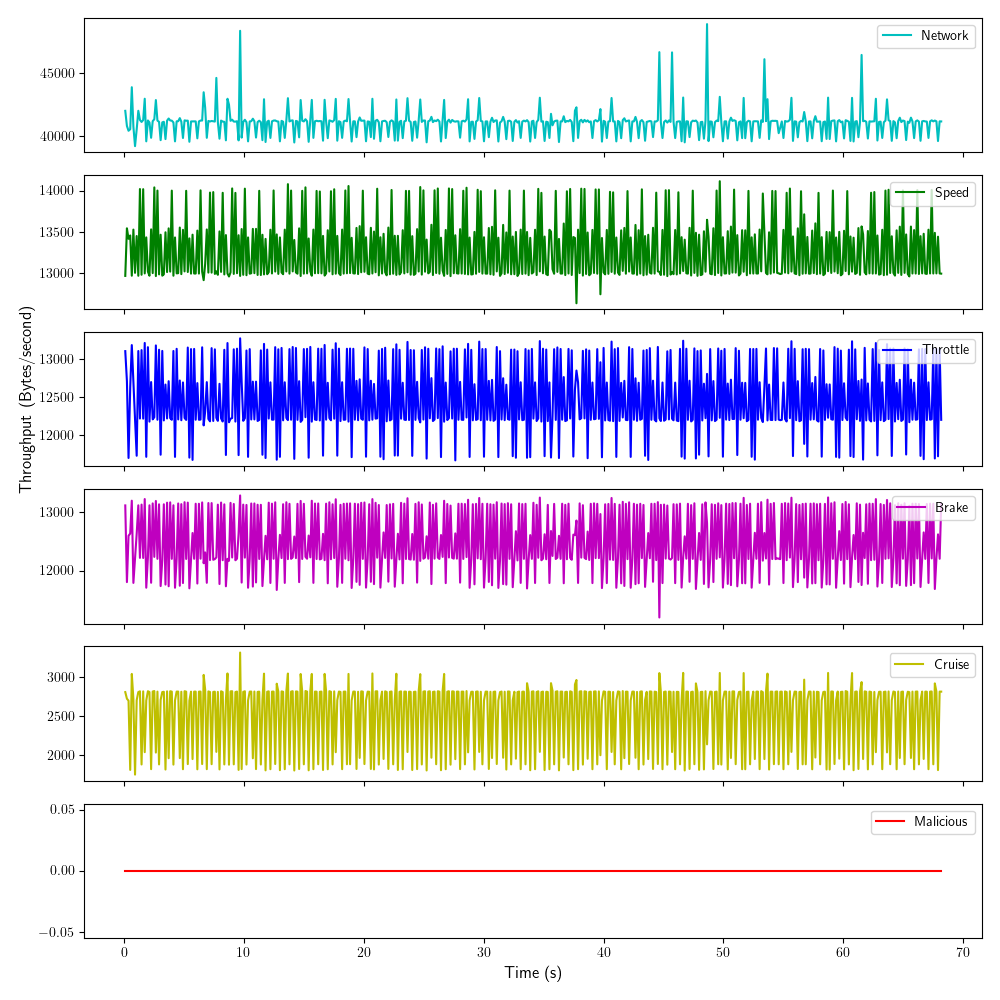 Network
45000
40000
Speed
14000
13500
13000
Throttle
13000
12500
12000
Throughput (Bytes/second)
Brake
13000
12000
Cruise
3000
2500
2000
Malicious
0.05
0.00
−0.05
0 10 20 30 40 50 60 70
Time (s)